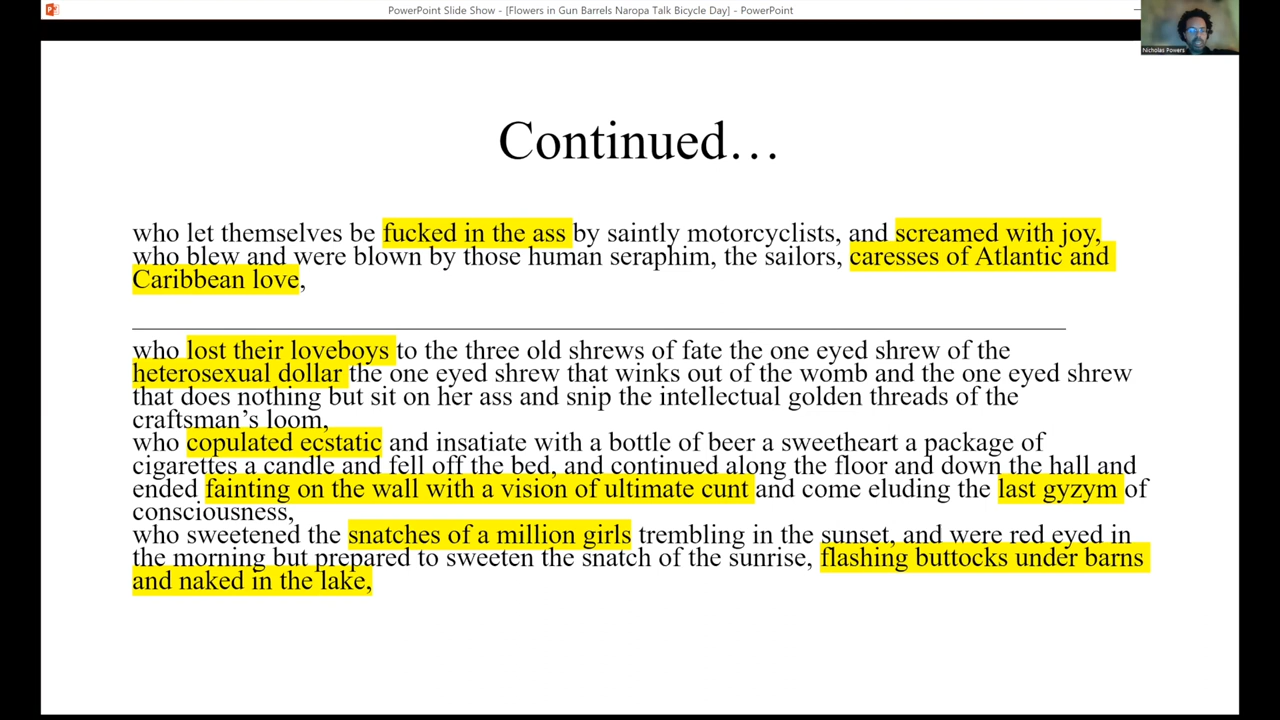 PowerPoint Slide Show - [Flowers in Gun Barrels Naropa Talk Bicycle Day] - PowerPoint
Nicholas Powers
Continued…
who let themselves be fucked in the ass by saintly motorcyclists, and screamed with joy,
who blew and were blown by those human seraphim, the sailors, caresses of Atlantic and
Caribbean love,
who lost their loveboys to the three old shrews of fate the one eyed shrew of the
heterosexual dollar the one eyed shrew that winks out of the womb and the one eyed shrew
that does nothing but sit on her ass and snip the intellectual golden threads of the
craftsman’s loom,
who copulated ecstatic and insatiate with a bottle of beer a sweetheart a package of
cigarettes a candle and fell off the bed, and continued along the floor and down the hall and
ended fainting on the wall with a vision of ultimate cunt and come eluding the last gyzym of
consciousness,
who sweetened the snatches of a million girls trembling in the sunset, and were red eyed in
the morning but prepared to sweeten the snatch of the sunrise, flashing buttocks under barns
and naked in the lake,